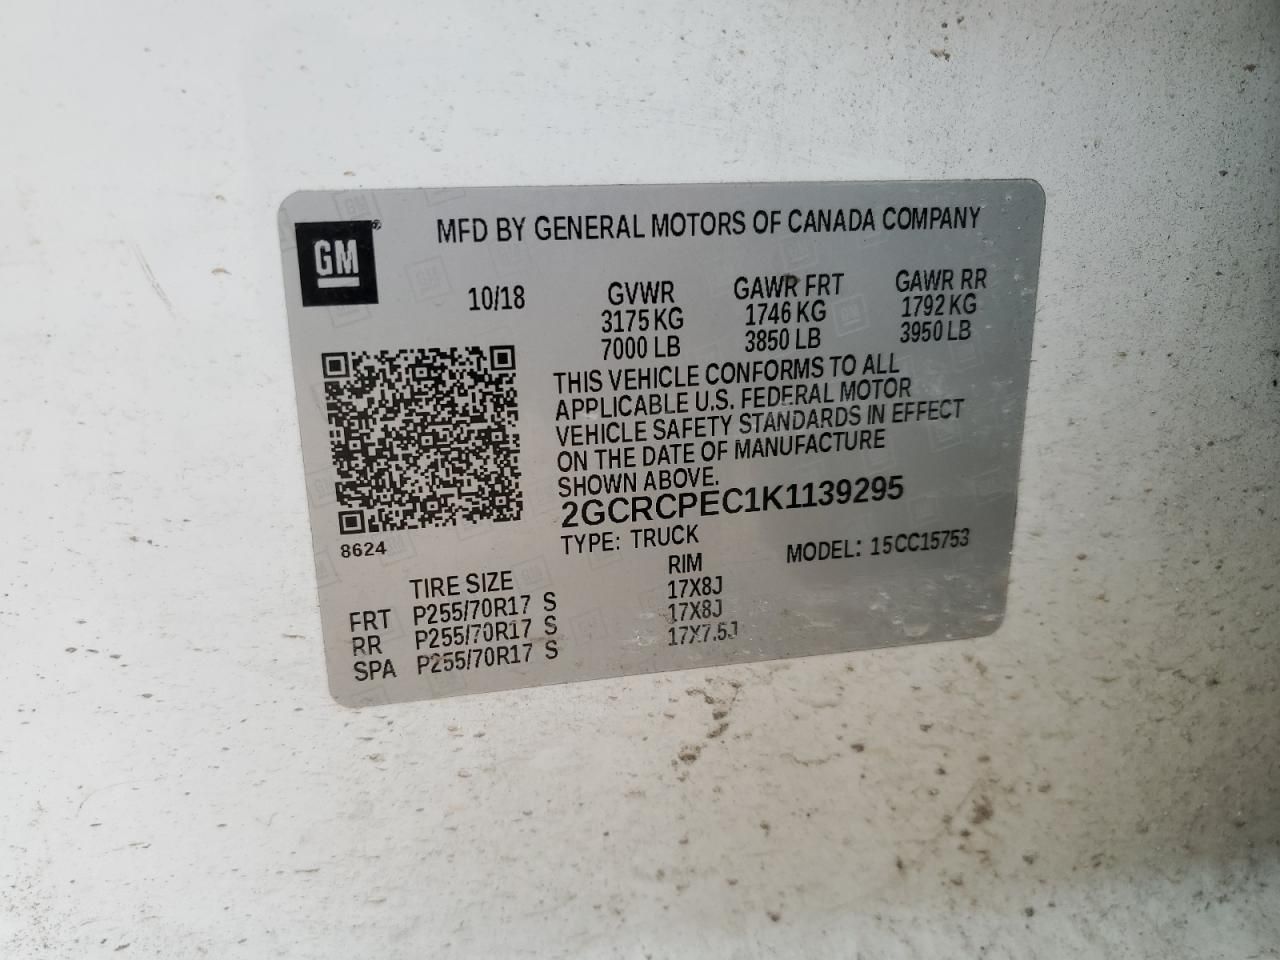 GM
MFD BY GENERAL MOTORS OF CANADA COMPANY
10/18
GVWR GAWR FRT GAWR RR
3175 KG 1746 KG 1792 KG
7000 LB 3850 LB 3950 LB
THIS VEHICLE CONFORMS TO ALL
APPLICABLE U.S. FEDERAL MOTOR
VEHICLE SAFETY STANDARDS IN EFFECT
ON THE DATE OF MANUFACTURE
SHOWN ABOVE.
2GCRCPEC1K1139295
8624
TYPE: TRUCK MODEL: 15CC15753
TIRE SIZE RIM
FRT P255/70R17 S 17X8J
RR P255/70R17 S 17X8J
SPA P255/70R17 S 17X7.5J